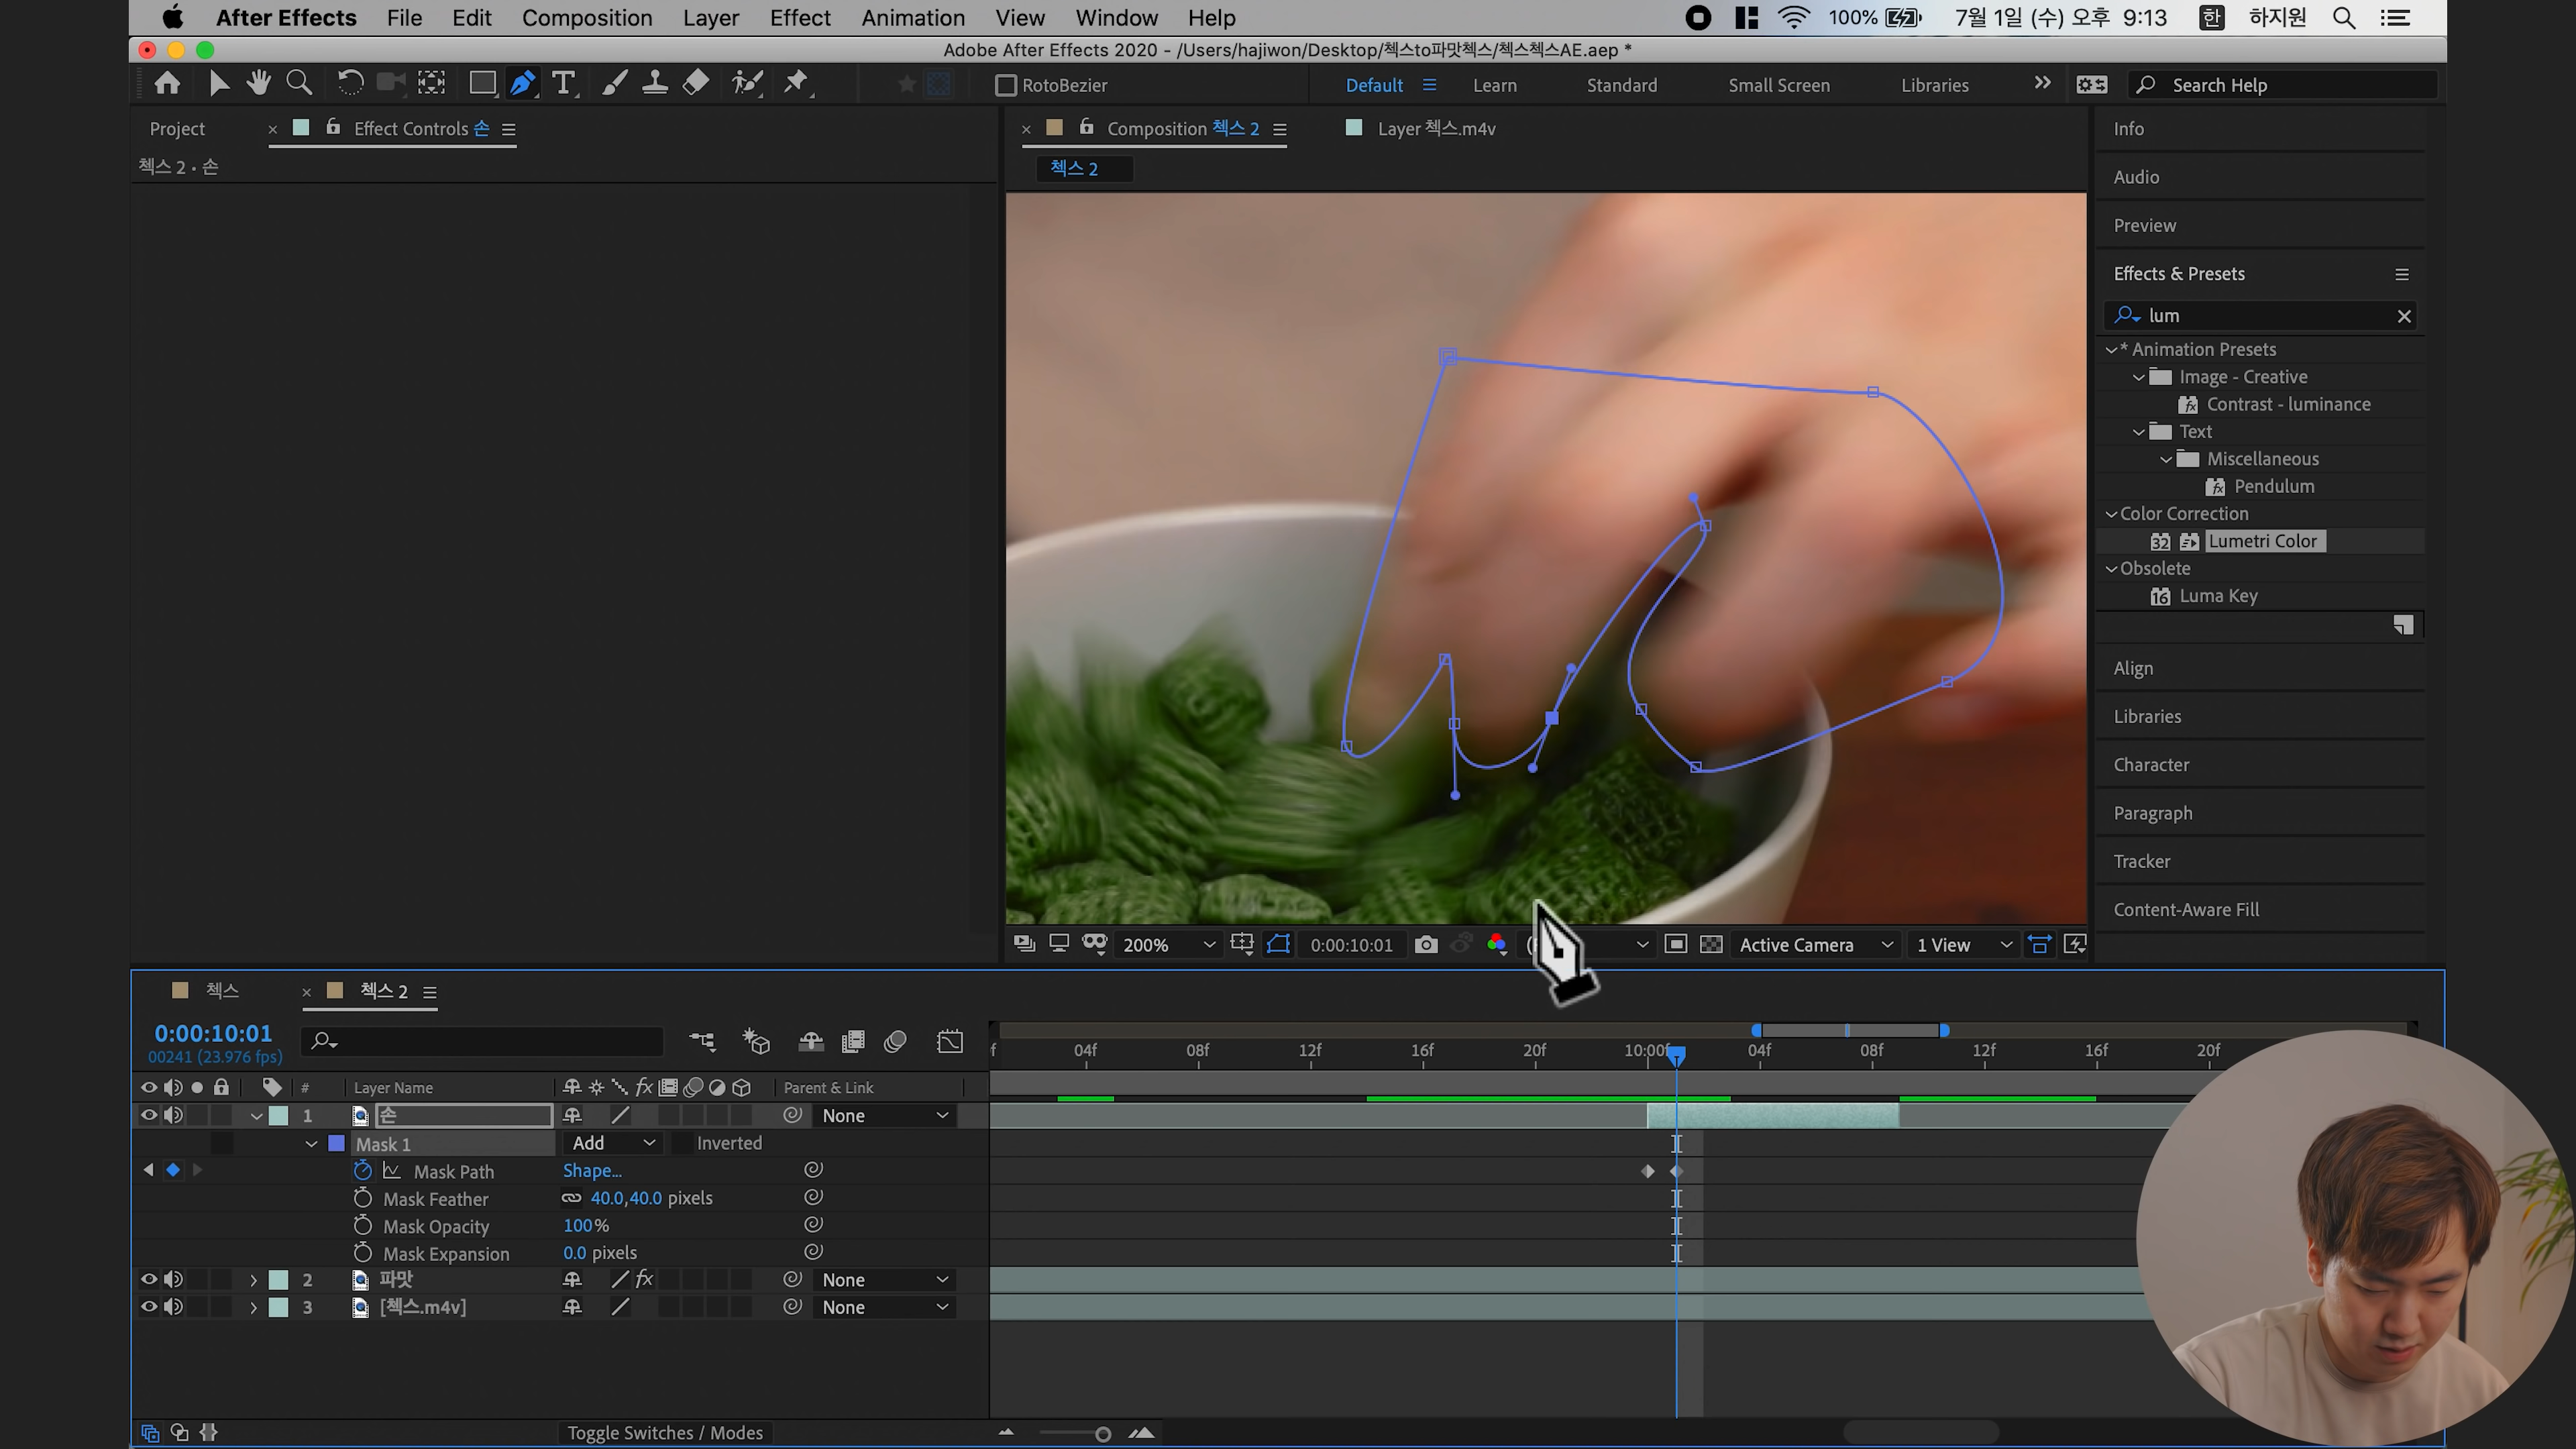 After Effects File Edit Composition Layer Effect Animation View Window Help 100% 7월 1일 (수) 오후 9:13 한 하지원
Adobe After Effects 2020 - /Users/hajiwon/Desktop/첵스to파맛첵스/첵스첵스AE.aep *
T RotoBezier Default Learn Standard Small Screen Libraries Search Help
Project Effect Controls 손 Composition 첵스 2 Layer 첵스.m4v Info
첵스 2 • 손 첵스 2
Audio
Preview
Effects & Presets
lum
* Animation Presets
Image - Creative
Contrast - luminance
Text
Miscellaneous
Pendulum
Color Correction
32 Lumetri Color
Obsolete
16 Luma Key
Align
Libraries
Character
Paragraph
Tracker
Content-Aware Fill
200% 0:00:10:01 Active Camera 1 View
첵스 첵스 2
0:00:10:01
00241 (23.976 fps)
f 04f 08f 12f 16f 20f 10:00f 04f 08f 12f 16f 20f
# Layer Name fx Parent & Link
1 손 None
Mask 1 Add Inverted
Mask Path Shape...
Mask Feather 40.0,40.0 pixels
Mask Opacity 100%
Mask Expansion 0.0 pixels
2 파맛 fx None
3 [첵스.m4v] None
Toggle Switches / Modes